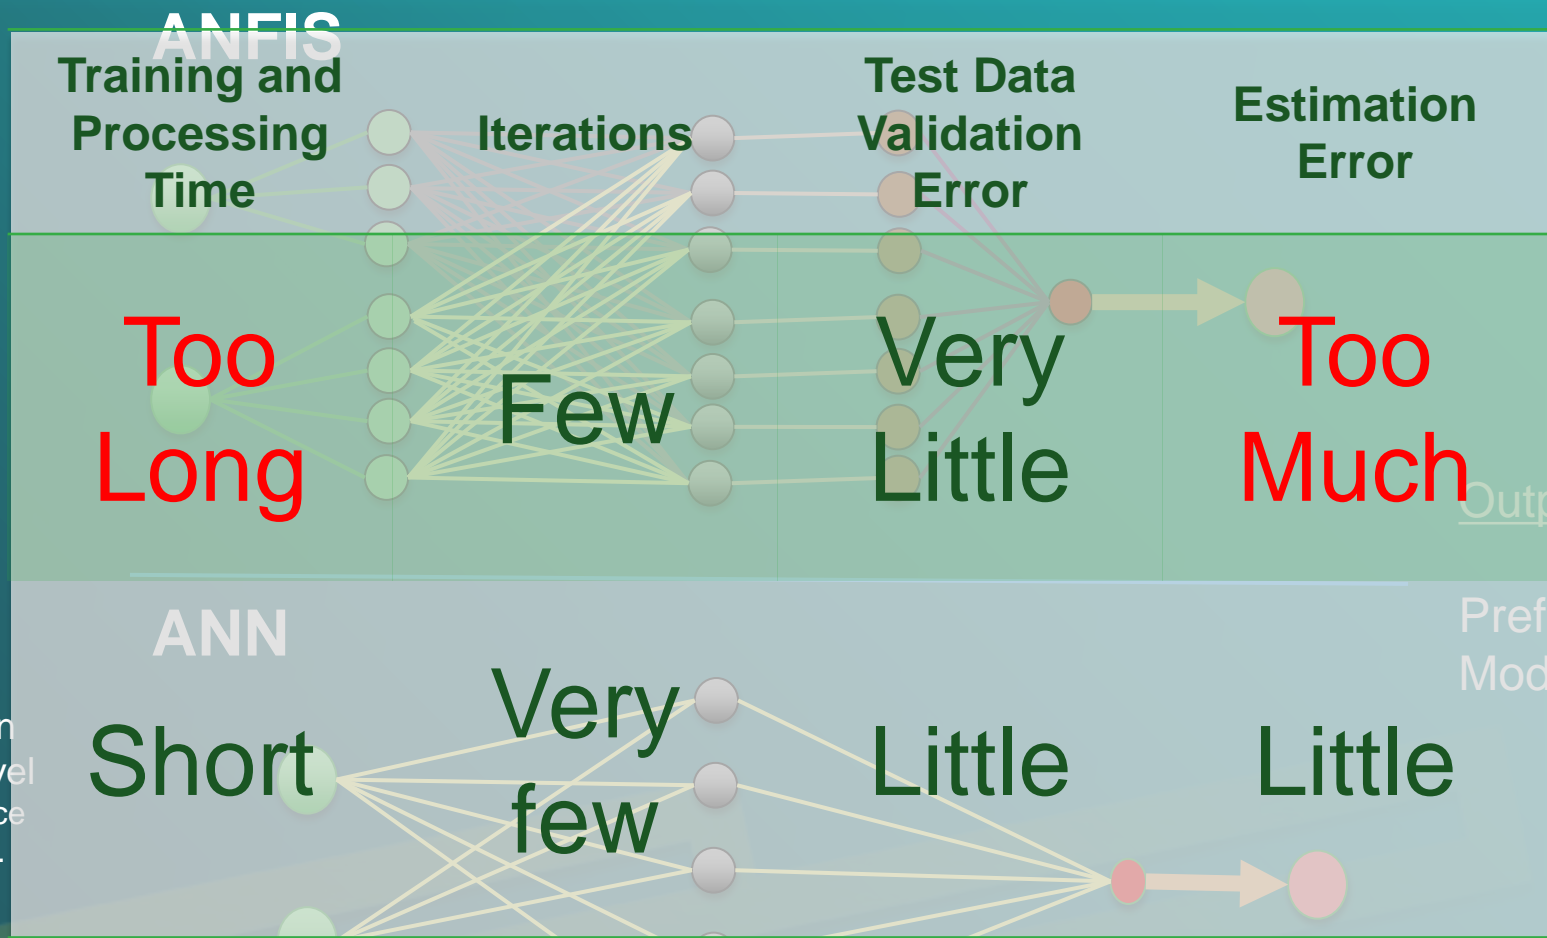 ANFIS
Training and
Processing
Time
Iterations
Test Data
Validation
Error
Estimation
Error
Too
Long
Few
Very
Little
Too
Much
ANN
Short
Very
few
Little
Little